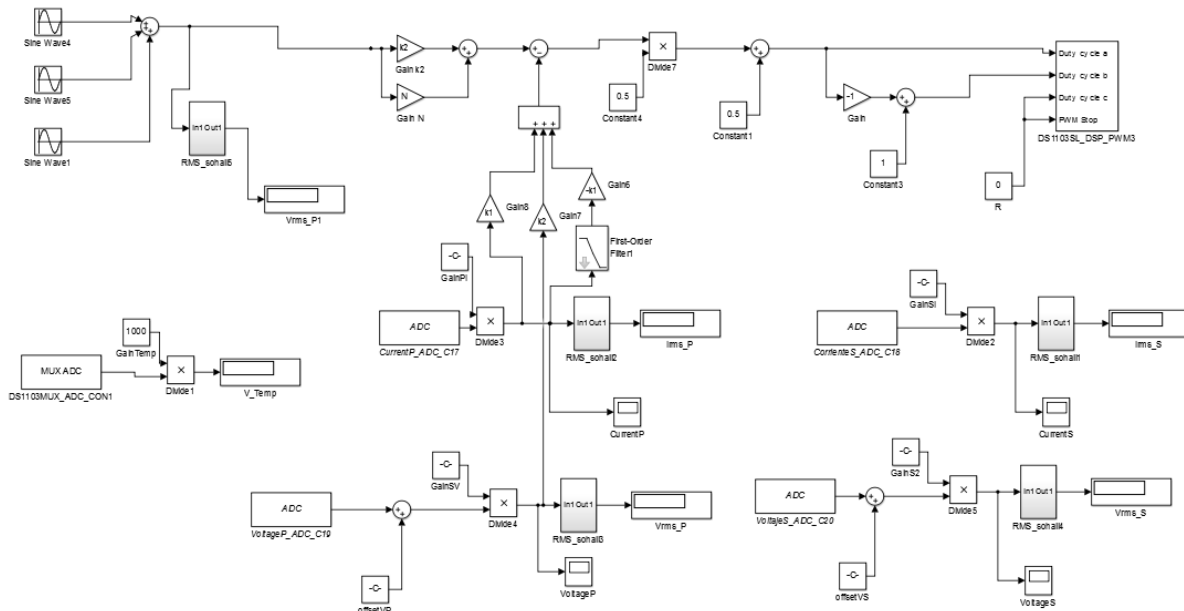 Sine Wave4
Sine Wave5
Sine Wave1
In1 Out1
RMS_sohail5
Vrms_P1
k2
Gain k2
N
Gain N
+ + +
0.5
Constant4
×
Divide7
0.5
Constant1
-1
Gain
1
Constant3
Duty cycle a
Duty cycle b
Duty cycle c
PWM Stop
DS1103SL_DSP_PWM3
0
R
k1
Gain8
k2
Gain7
-k1
Gain6
First-Order
Filter1
-C-
GainPI
ADC
CurrentP_ADC_C17
×
Divide3
In1 Out1
RMS_sohail2
Irms_P
CurrentP
-C-
GainSI
ADC
CorrienteS_ADC_C18
×
Divide2
In1 Out1
RMS_sohail1
Irms_S
CurrentS
1000
GainTemp
MUX ADC
DS1103MUX_ADC_CON1
×
Divide1
V_Temp
-C-
GainSV
ADC
VoltageP_ADC_C19
×
Divide4
In1 Out1
RMS_sohail3
Vrms_P
-C-
offsetVP
VoltageP
-C-
GainS2
ADC
VoltajeS_ADC_C20
×
Divide5
In1 Out1
RMS_sohail4
Vrms_S
-C-
offsetVS
VoltageS